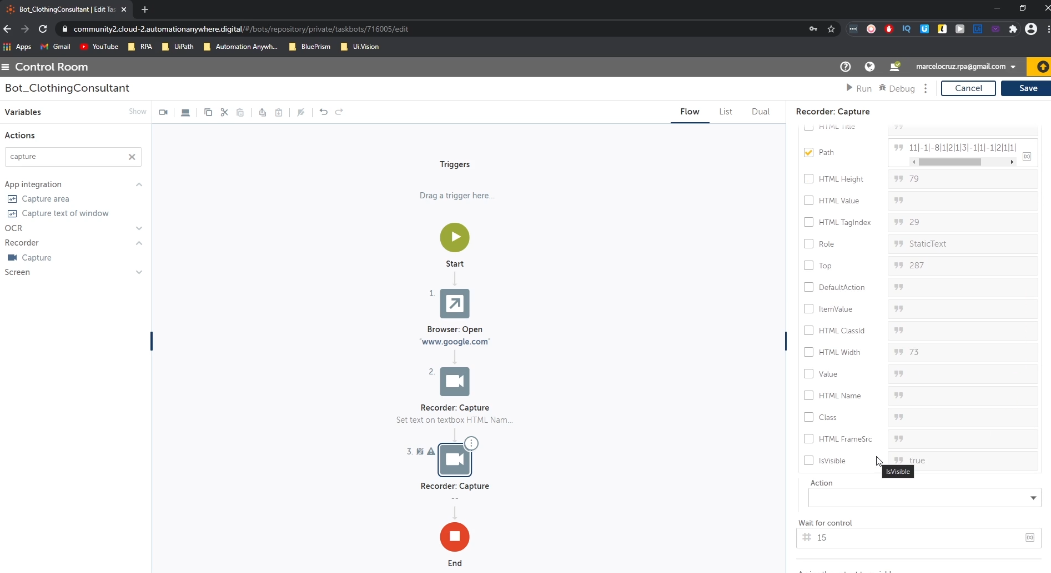 Bot_ClothingConsultant | Edit Tas
community2.cloud-2.automationanywhere.digital/#/bots/repository/private/taskbots/716005/edit
Apps Gmail YouTube RPA UiPath Automation Anywh... BluePrism Ui.Vision
Control Room
marcelocruz.rpa@gmail.com
Bot_ClothingConsultant
Run Debug
Cancel
Save
Variables
Show
Flow
List
Dual
Recorder: Capture
Actions
capture
App integration
Capture area
Capture text of window
OCR
Recorder
Capture
Screen
Triggers
Drag a trigger here...
Start
1.
Browser: Open
"www.google.com"
2.
Recorder: Capture
Set text on textbox HTML Nam...
3.
Recorder: Capture
--
End
HTML Title
Path 11|-1|-8|1|2|1|3|-1|1|-1|2|1|1|
HTML Height 79
HTML Value
HTML TagIndex 29
Role StaticText
Top 287
DefaultAction
ItemValue
HTML ClassId
HTML Width 73
Value
HTML Name
Class
HTML FrameSrc
IsVisible true
IsVisible
Action
Wait for control
15